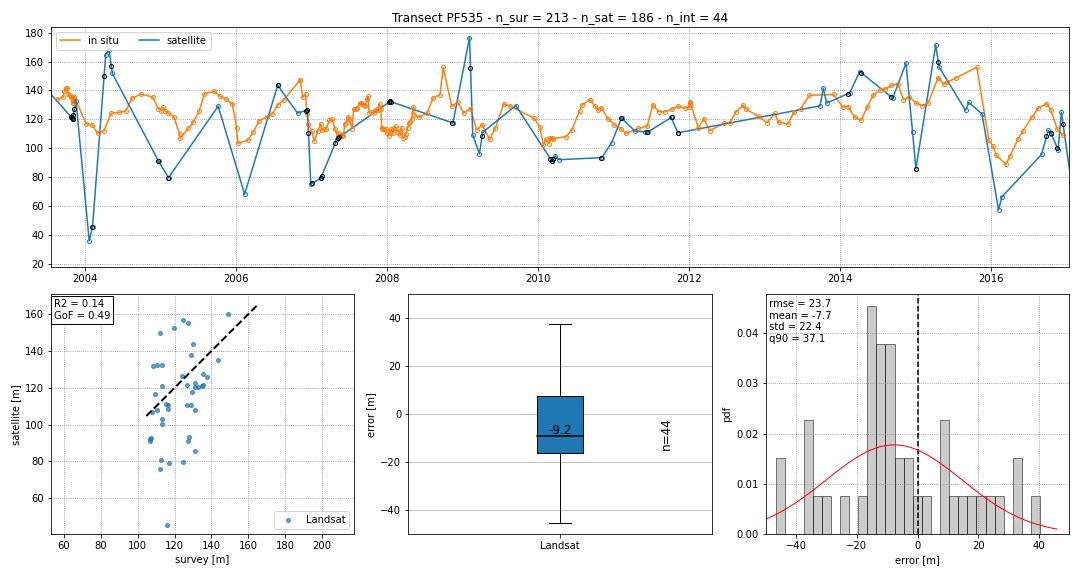 Transect PF535 - n_sur = 213 - n_sat = 186 - n_int = 44
in situ
satellite
180
160
140
120
100
80
60
40
20
2004
2006
2008
2010
2012
2014
2016
R2 = 0.14
GoF = 0.49
160
140
120
100
80
60
satellite [m]
60
80
100
120
140
160
180
200
survey [m]
Landsat
40
20
0
−20
−40
error [m]
-9.2
n=44
Landsat
rmse = 23.7
mean = -7.7
std = 22.4
q90 = 37.1
0.04
0.03
0.02
0.01
0.00
pdf
−40
−20
0
20
40
error [m]